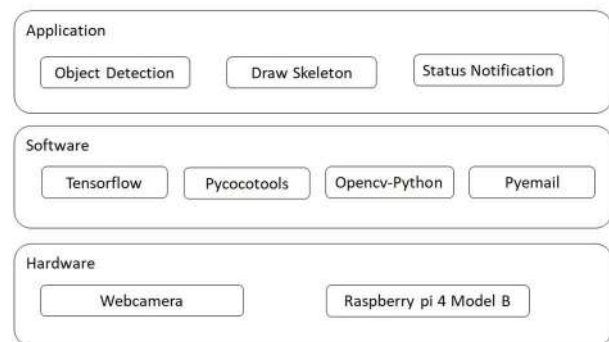 Application
Object Detection
Draw Skeleton
Status Notification
Software
Tensorflow
Pycocotools
Opencv-Python
Pyemail
Hardware
Webcamera
Raspberry pi 4 Model B